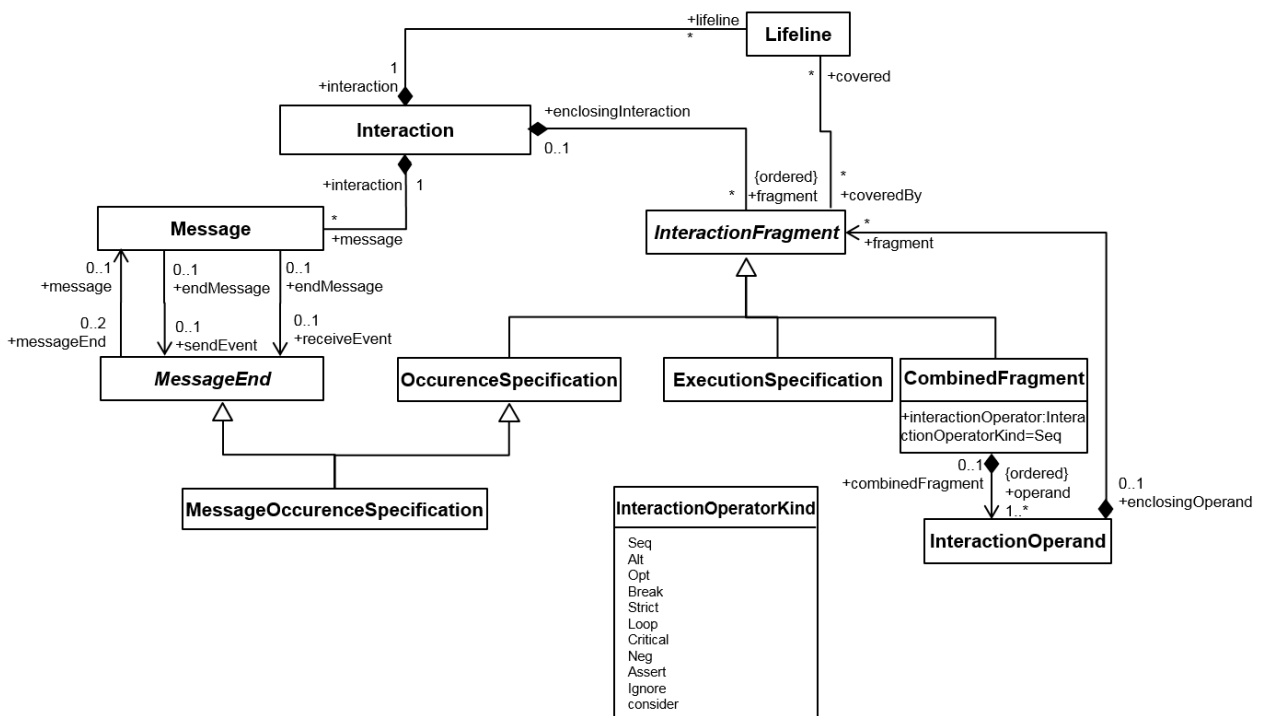 +lifeline
*
Lifeline
1
+interaction
*
+covered
Interaction
+enclosingInteraction
0..1
+interaction
1
{ordered}
*
+fragment
*
+coveredBy
Message
*
+message
InteractionFragment
*
+fragment
0..1
+message
0..1
+endMessage
0..1
+endMessage
0..2
+messageEnd
0..1
+sendEvent
0..1
+receiveEvent
MessageEnd
OccurenceSpecification
ExecutionSpecification
CombinedFragment
+interactionOperator:Intera
ctionOperatorKind=Seq
0..1
+combinedFragment
{ordered}
+operand
1..*
0..1
+enclosingOperand
MessageOccurenceSpecification
InteractionOperatorKind
InteractionOperand
Seq
Alt
Opt
Break
Strict
Loop
Critical
Neg
Assert
Ignore
consider